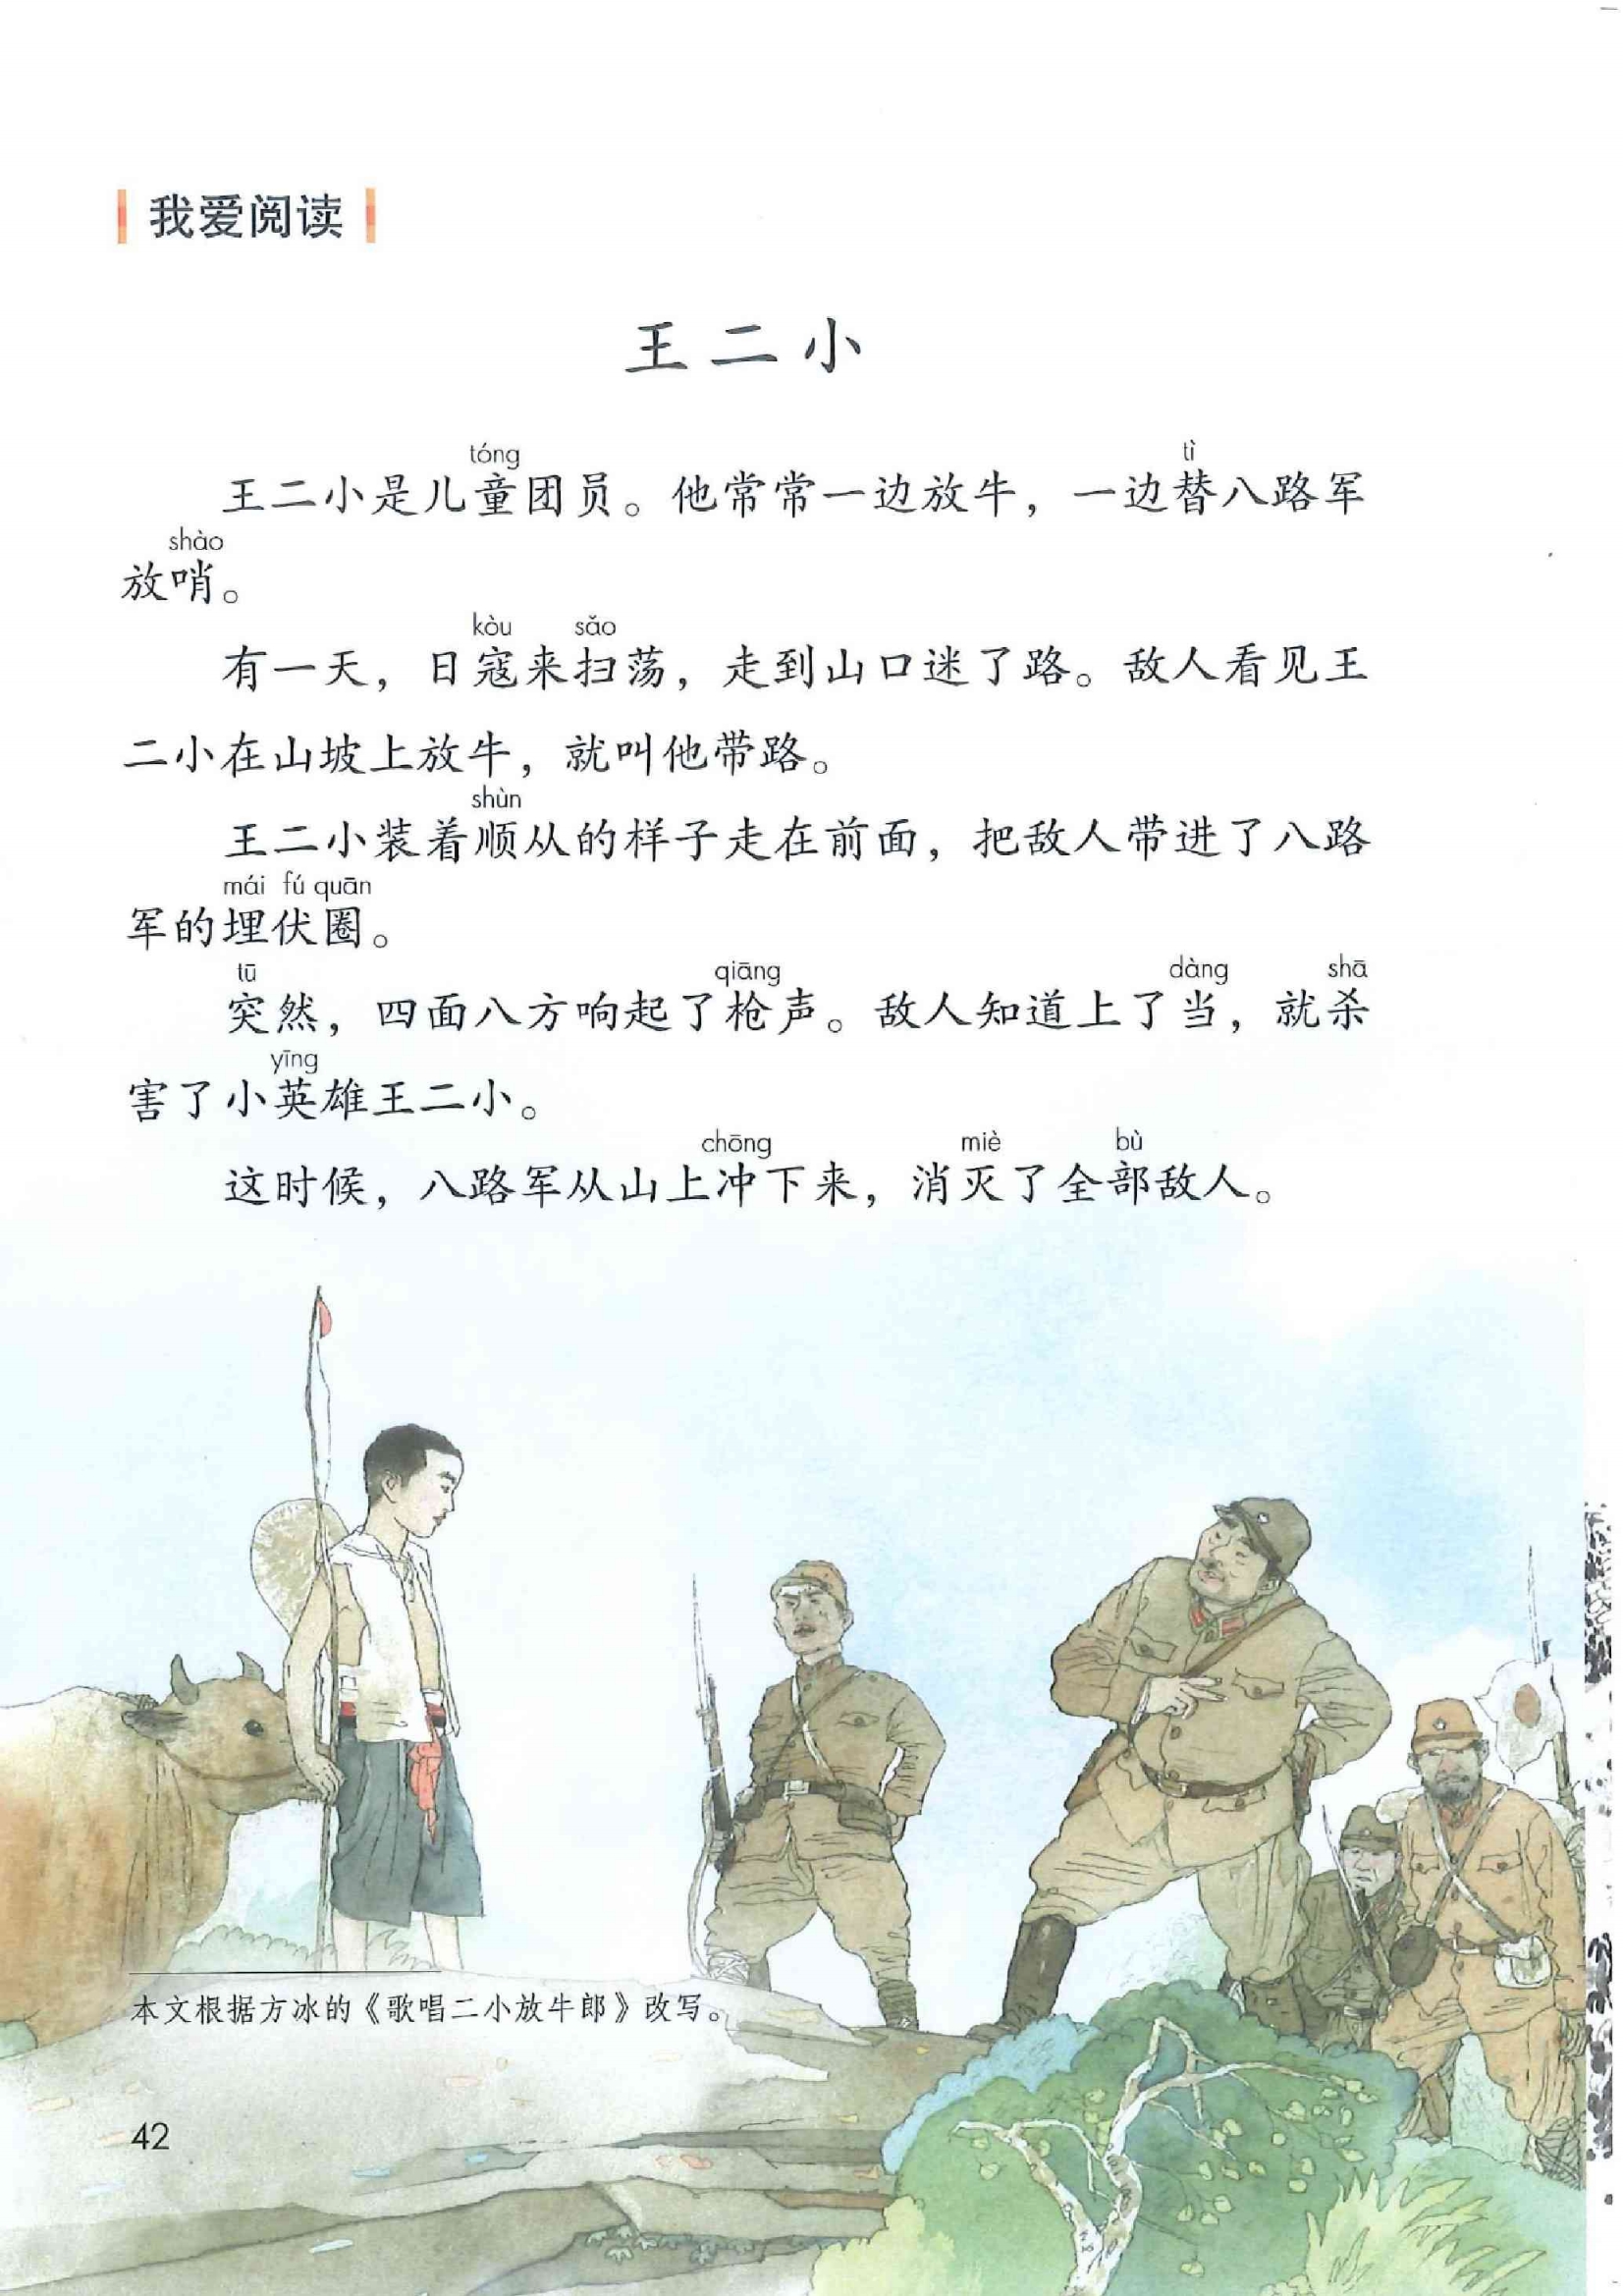 我爱阅读
王二小
tóng tì
王二小是儿童团员。他常常一边放牛，一边替八路军
shào
放哨。
kòu sǎo
有一天，日寇来扫荡，走到山口迷了路。敌人看见王
二小在山坡上放牛，就叫他带路。
shùn
王二小装着顺从的样子走在前面，把敌人带进了八路
mái fú quān
军的埋伏圈。
tū qiāng dàng shā
突然，四面八方响起了枪声。敌人知道上了当，就杀
yīng
害了小英雄王二小。
chōng miè bù
这时候，八路军从山上冲下来，消灭了全部敌人。
本文根据方冰的《歌唱二小放牛郎》改写。
42